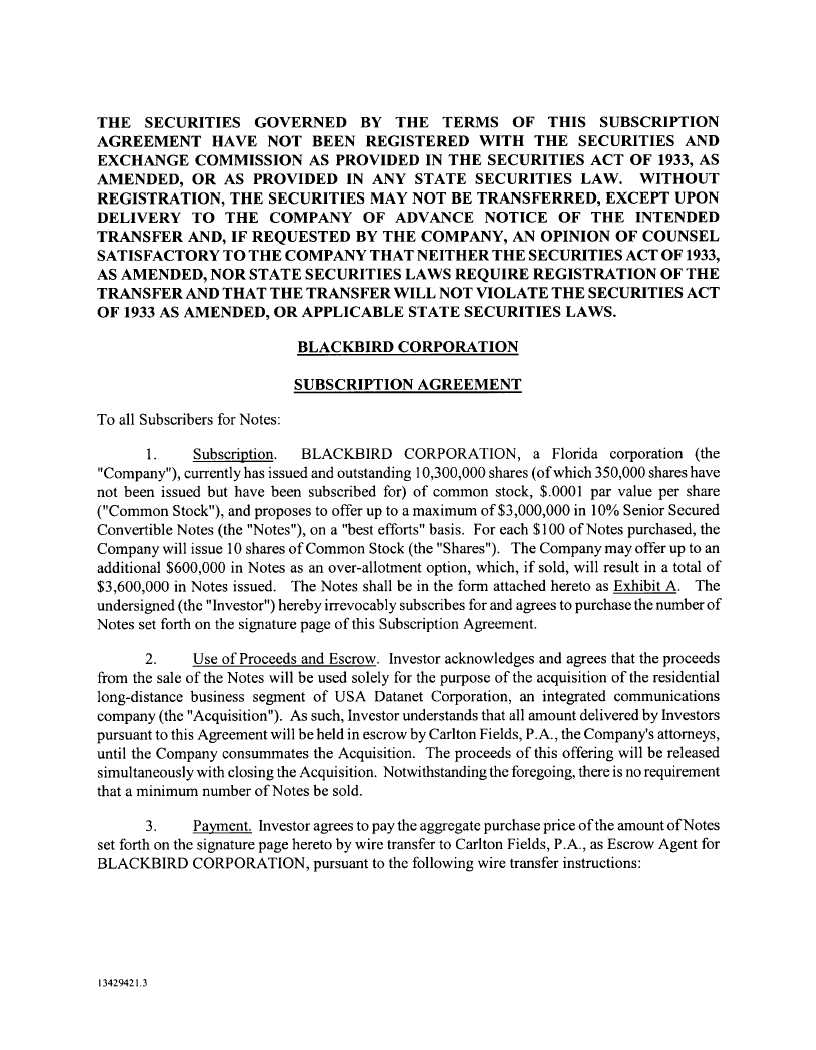 THE SECURITIES GOVERNED BY THE TERMS OF THIS SUBSCRIPTION
AGREEMENT HAVE NOT BEEN REGISTERED WITH THE SECURITIES AND
EXCHANGE COMMISSION AS PROVIDED IN THE SECURITIES ACT OF 1933, AS
AMENDED, OR AS PROVIDED IN ANY STATE SECURITIES LAW. WITHOUT
REGISTRATION, THE SECURITIES MAY NOT BE TRANSFERRED, EXCEPT UPON
DELIVERY TO THE COMPANY OF ADVANCE NOTICE OF THE INTENDED
TRANSFER AND, IF REQUESTED BY THE COMPANY, AN OPINION OF COUNSEL
SATISFACTORY TO THE COMPANY THAT NEITHER THE SECURITIES ACT OF 1933,
AS AMENDED, NOR STATE SECURITIES LAWS REQUIRE REGISTRATION OF THE
TRANSFER AND THAT THE TRANSFER WILL NOT VIOLATE THE SECURITIES ACT
OF 1933 AS AMENDED, OR APPLICABLE STATE SECURITIES LAWS.
BLACKBIRD CORPORATION
SUBSCRIPTION AGREEMENT
To all Subscribers for Notes:
1. Subscription. BLACKBIRD CORPORATION, a Florida corporation (the
"Company"), currently has issued and outstanding 10,300,000 shares (of which 350,000 shares have
not been issued but have been subscribed for) of common stock, $.0001 par value per share
("Common Stock"), and proposes to offer up to a maximum of $3,000,000 in 10% Senior Secured
Convertible Notes (the "Notes"), on a "best efforts" basis. For each $100 of Notes purchased, the
Company will issue 10 shares of Common Stock (the "Shares"). The Company may offer up to an
additional $600,000 in Notes as an over-allotment option, which, if sold, will result in a total of
$3,600,000 in Notes issued. The Notes shall be in the form attached hereto as Exhibit A. The
undersigned (the "Investor") hereby irrevocably subscribes for and agrees to purchase the number of
Notes set forth on the signature page of this Subscription Agreement.
2. Use of Proceeds and Escrow. Investor acknowledges and agrees that the proceeds
from the sale of the Notes will be used solely for the purpose of the acquisition of the residential
long-distance business segment of USA Datanet Corporation, an integrated communications
company (the "Acquisition"). As such, Investor understands that all amount delivered by Investors
pursuant to this Agreement will be held in escrow by Carlton Fields, P.A., the Company's attorneys,
until the Company consummates the Acquisition. The proceeds of this offering will be released
simultaneously with closing the Acquisition. Notwithstanding the foregoing, there is no requirement
that a minimum number of Notes be sold.
3. Payment. Investor agrees to pay the aggregate purchase price of the amount of Notes
set forth on the signature page hereto by wire transfer to Carlton Fields, P.A., as Escrow Agent for
BLACKBIRD CORPORATION, pursuant to the following wire transfer instructions:
13429421.3